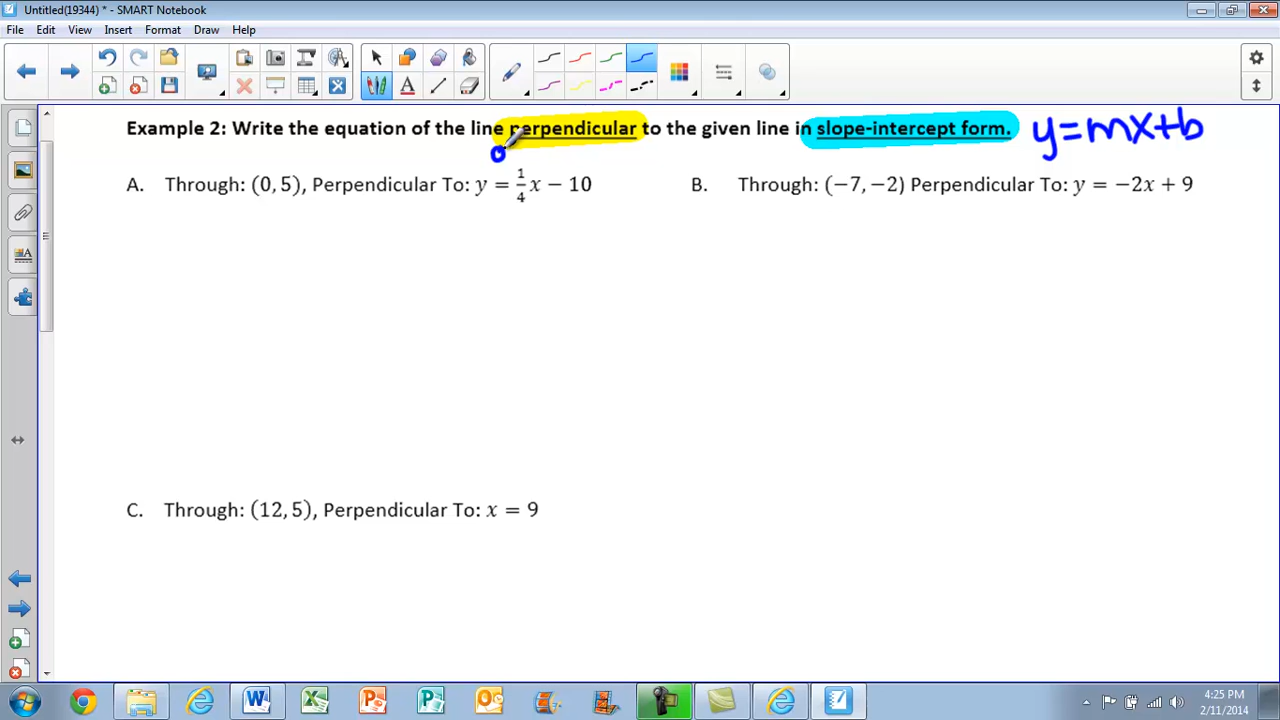 Untitled(19344) * - SMART Notebook
File Edit View Insert Format Draw Help
Example 2: Write the equation of the line perpendicular to the given line in slope-intercept form. y=mx+b
A. Through: (0, 5), Perpendicular To: y = 1/4 x − 10
B. Through: (−7, −2) Perpendicular To: y = −2x + 9
C. Through: (12, 5), Perpendicular To: x = 9
4:25 PM
2/11/2014